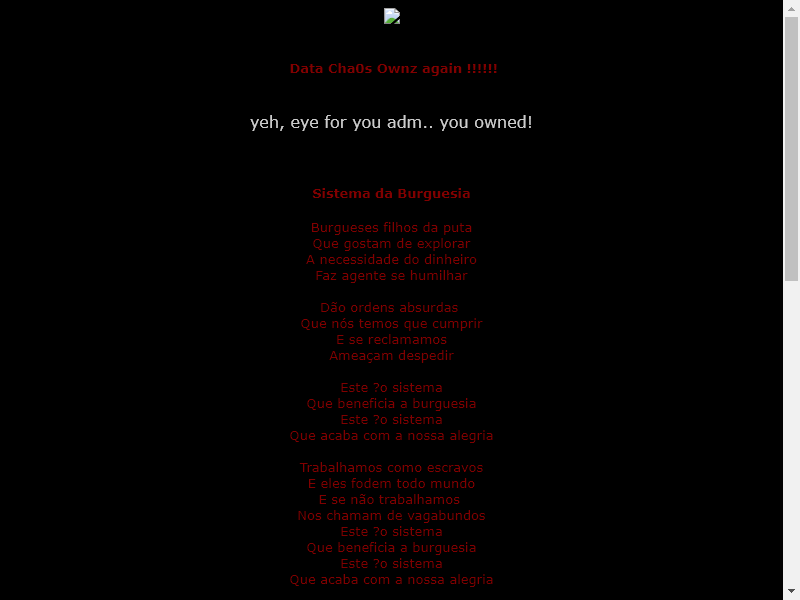 Data Cha0s Ownz again !!!!!!
yeh, eye for you adm.. you owned!
Sistema da Burguesia
Burgueses filhos da puta
Que gostam de explorar
A necessidade do dinheiro
Faz agente se humilhar
Dão ordens absurdas
Que nós temos que cumprir
E se reclamamos
Ameaçam despedir
Este ?o sistema
Que beneficia a burguesia
Este ?o sistema
Que acaba com a nossa alegria
Trabalhamos como escravos
E eles fodem todo mundo
E se não trabalhamos
Nos chamam de vagabundos
Este ?o sistema
Que beneficia a burguesia
Este ?o sistema
Que acaba com a nossa alegria